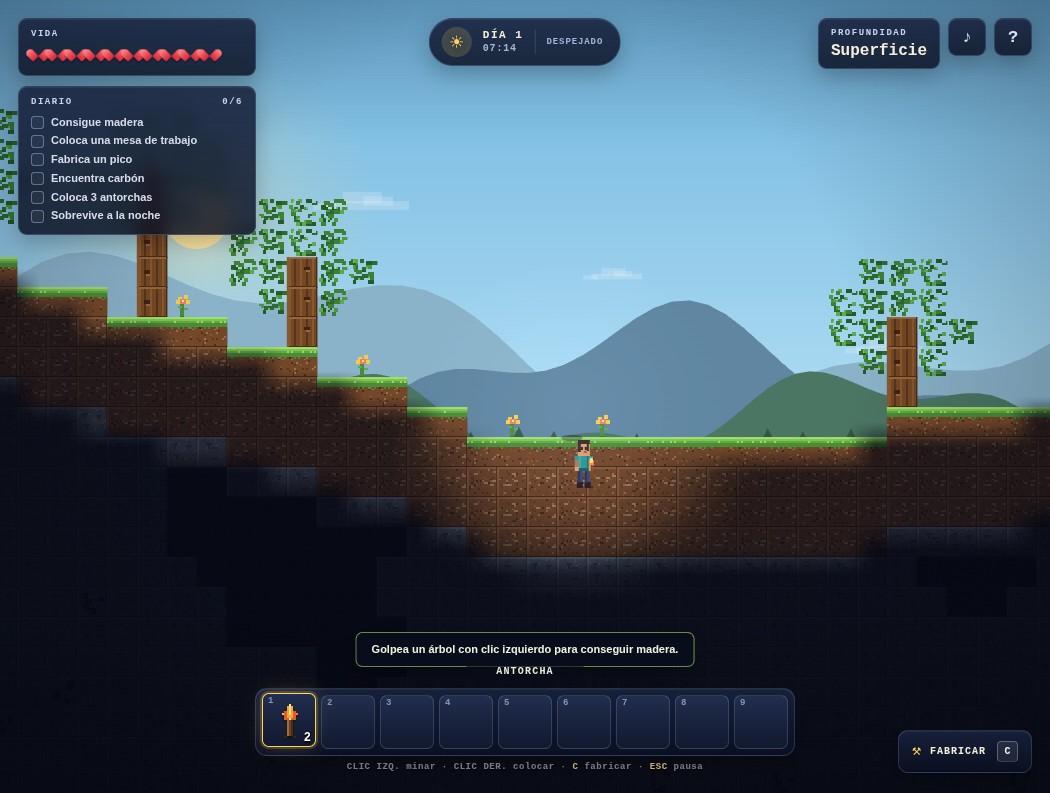 VIDA
DIARIO 0/6
Consigue madera
Coloca una mesa de trabajo
Fabrica un pico
Encuentra carbón
Coloca 3 antorchas
Sobrevive a la noche
DÍA 1
07:14
DESPEJADO
PROFUNDIDAD
Superficie
?
Golpea un árbol con clic izquierdo para conseguir madera.
ANTORCHA
1 2 3 4 5 6 7 8 9
2
CLIC IZQ. minar · CLIC DER. colocar · C fabricar · ESC pausa
FABRICAR C